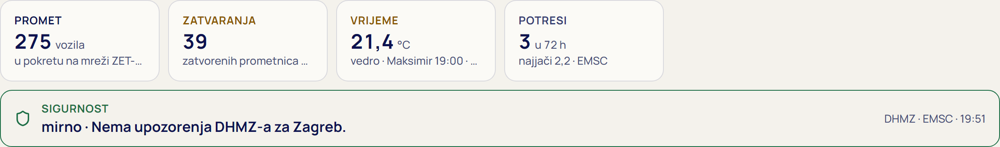 PROMET
275 vozila
u pokretu na mreži ZET-...
ZATVARANJA
39
zatvorenih prometnica ...
VRIJEME
21,4 °C
vedro · Maksimir 19:00 · ...
POTRESI
3 u 72 h
najjači 2,2 · EMSC
SIGURNOST
mirno · Nema upozorenja DHMZ-a za Zagreb.
DHMZ · EMSC · 19:51